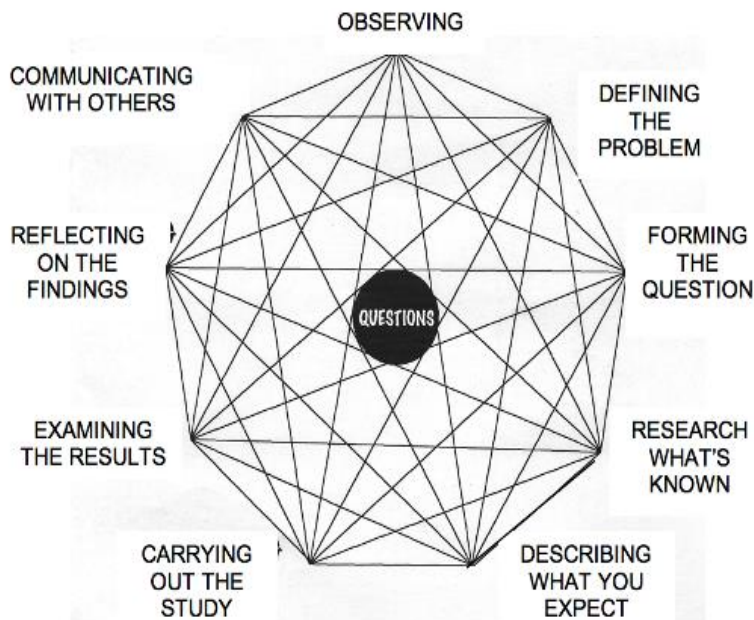 OBSERVING
DEFINING
THE
PROBLEM
FORMING
THE
QUESTION
RESEARCH
WHAT'S
KNOWN
DESCRIBING
WHAT YOU
EXPECT
CARRYING
OUT THE
STUDY
EXAMINING
THE RESULTS
REFLECTING
ON THE
FINDINGS
COMMUNICATING
WITH OTHERS
QUESTIONS